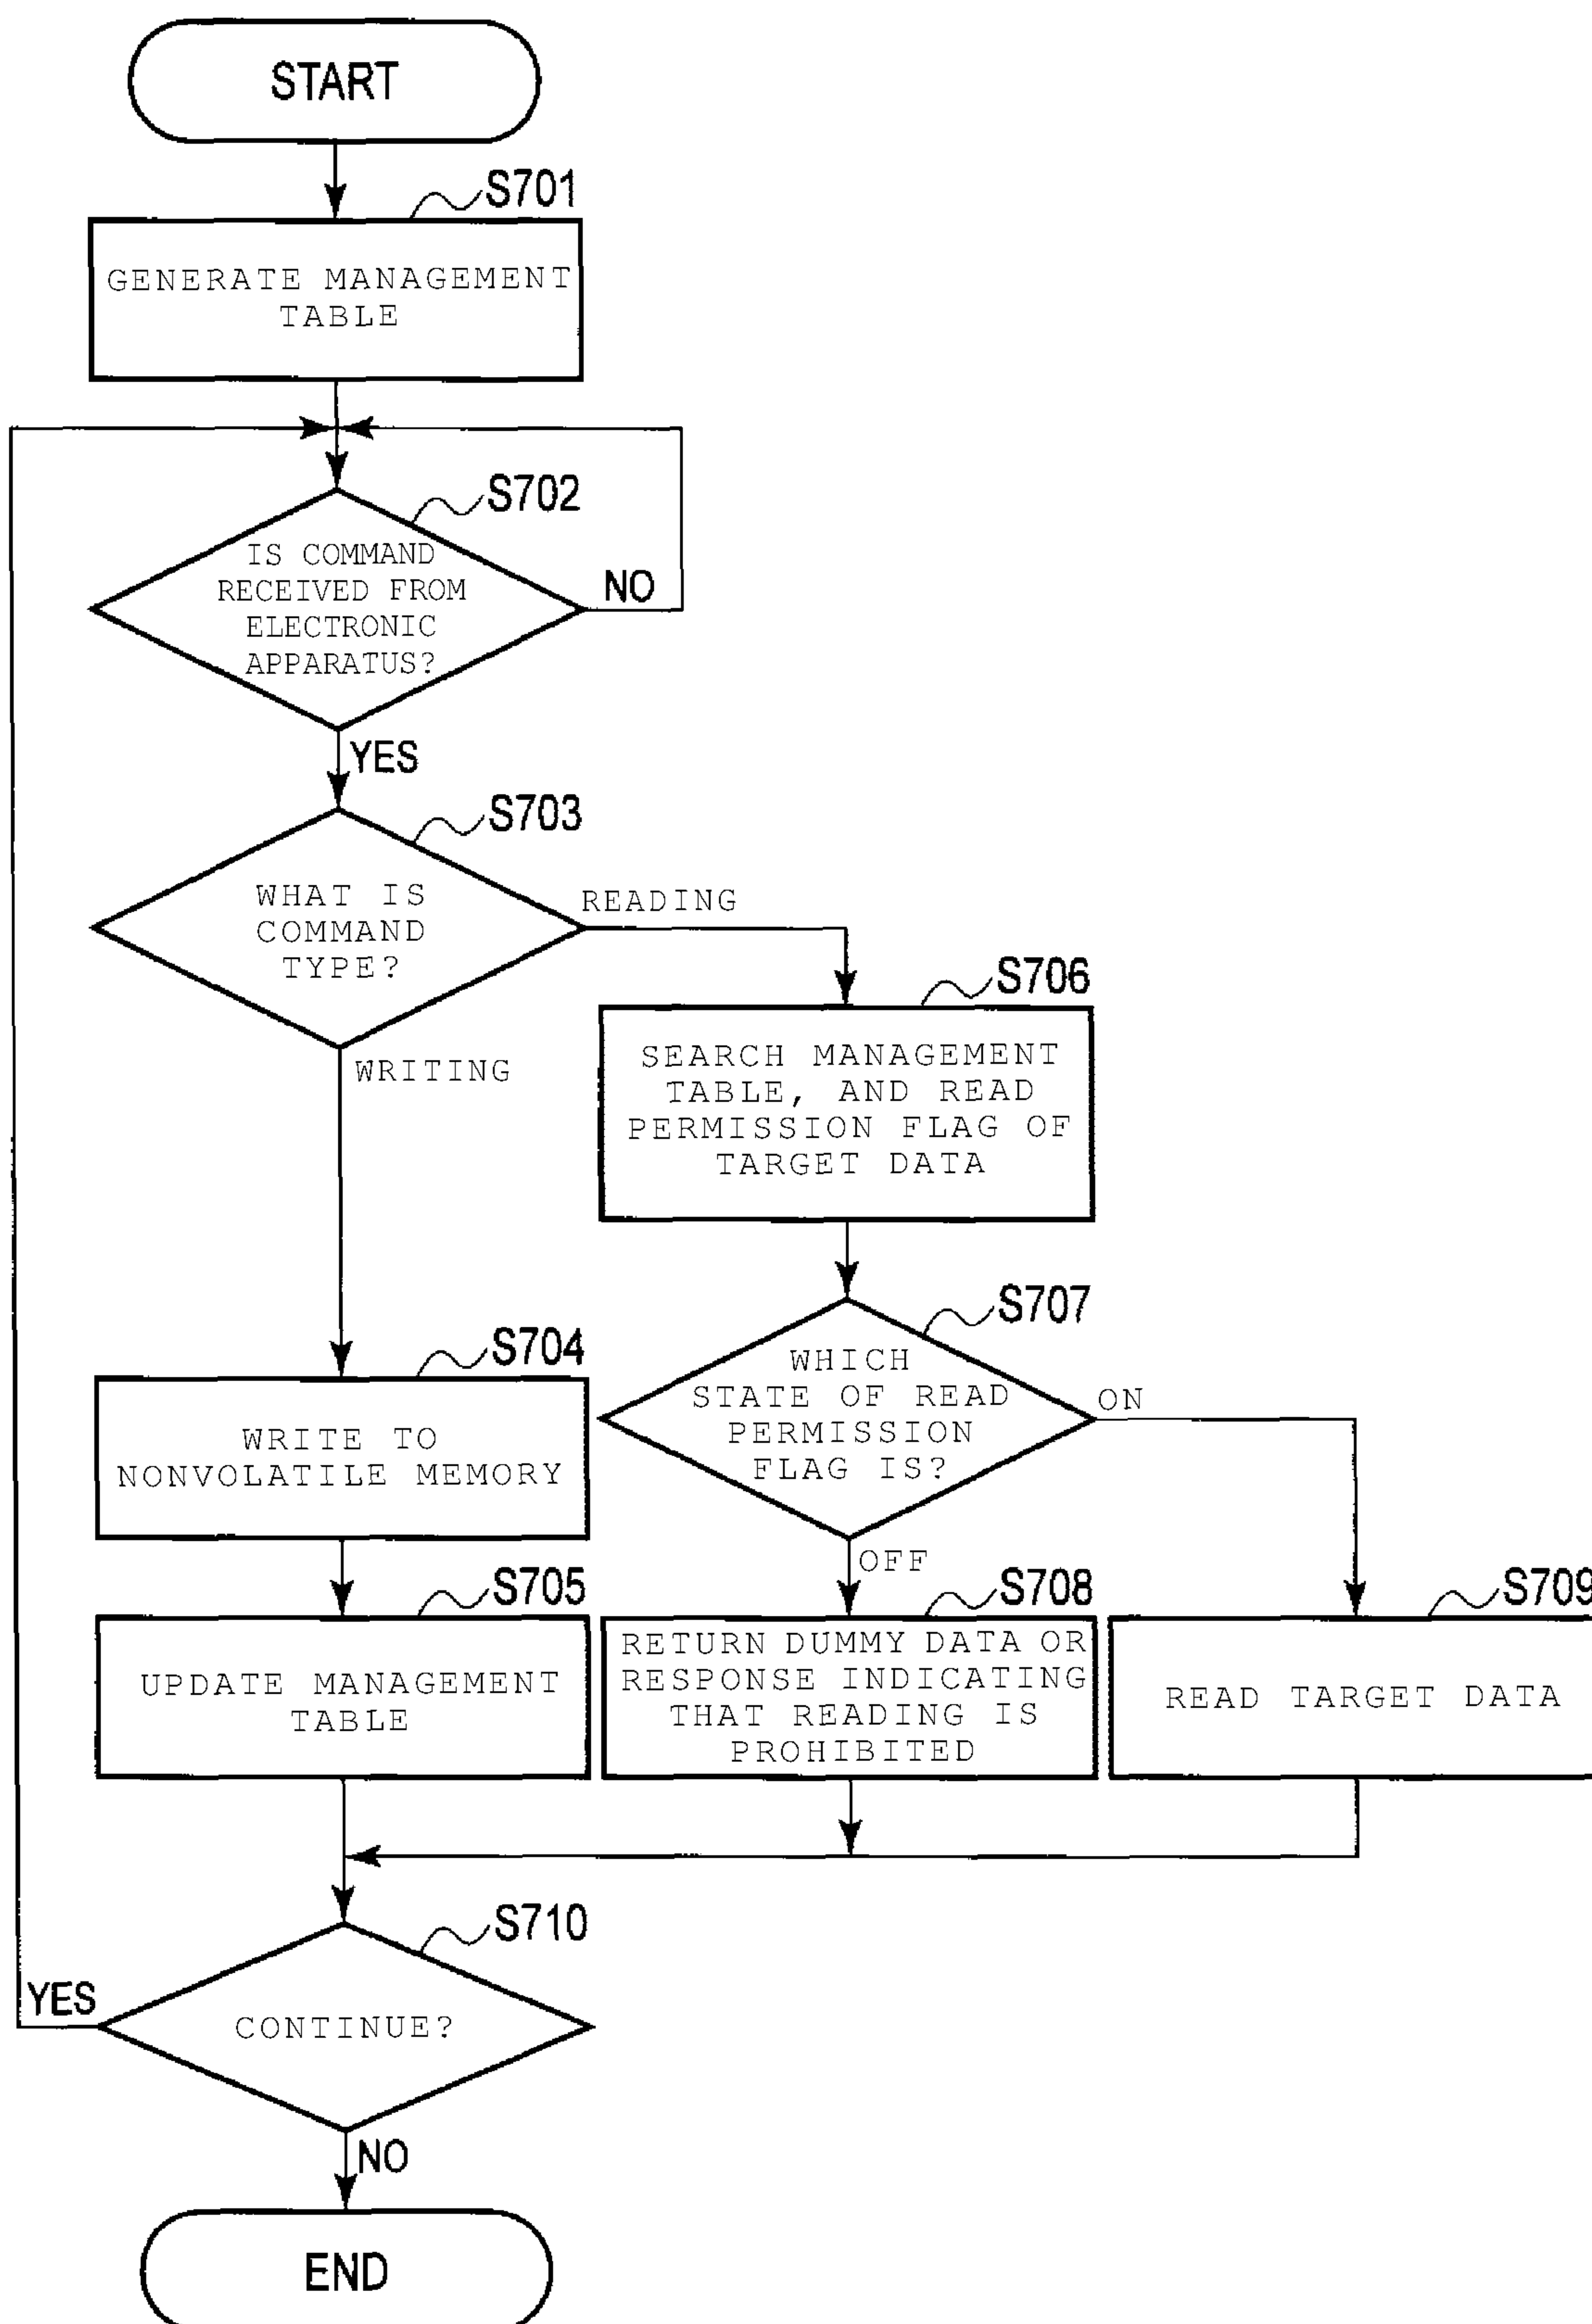 START
S701
GENERATE MANAGEMENT
TABLE
S702
IS COMMAND
RECEIVED FROM
ELECTRONIC
APPARATUS?
NO
YES
S703
WHAT IS
COMMAND
TYPE?
READING
WRITING
S706
SEARCH MANAGEMENT
TABLE, AND READ
PERMISSION FLAG OF
TARGET DATA
S707
WHICH
STATE OF READ
PERMISSION
FLAG IS?
ON
OFF
S704
WRITE TO
NONVOLATILE MEMORY
S705
UPDATE MANAGEMENT
TABLE
S708
RETURN DUMMY DATA OR
RESPONSE INDICATING
THAT READING IS
PROHIBITED
S709
READ TARGET DATA
S710
CONTINUE?
YES
NO
END